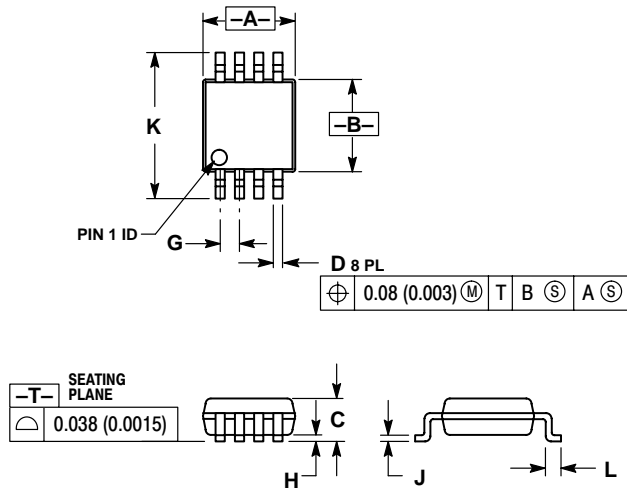 –A–
K
–B–
PIN 1 ID
G
D 8 PL
⌖ 0.08 (0.003) Ⓜ T B Ⓢ A Ⓢ
–T– SEATING
PLANE
⌓ 0.038 (0.0015)
C
H
J
L